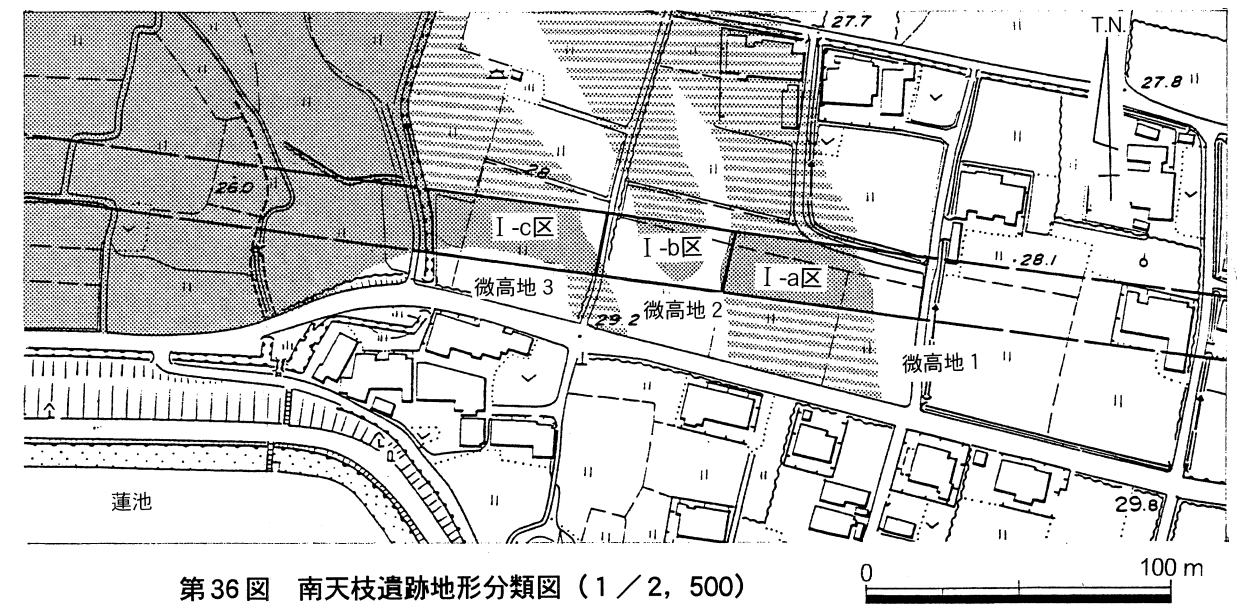 27.7
T.N.
27.8
28
26.0
Ⅰ-c区
Ⅰ-b区
28.1
Ⅰ-a区
微高地3
微高地2
29.2
微高地1
蓮池
29.8
第36図 南天枝遺跡地形分類図（1／2，500）
0 100 m